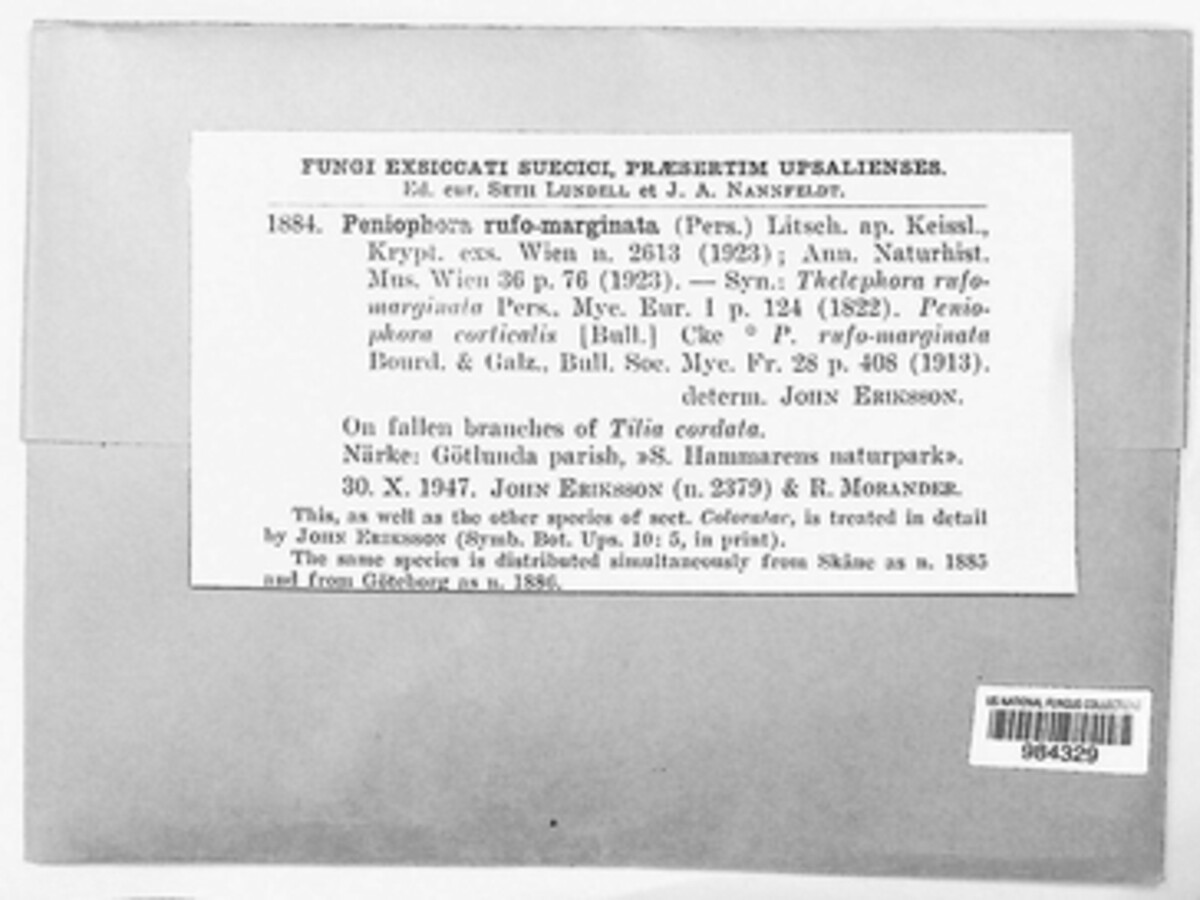 FUNGI EXSICCATI SUECICI, PRÆSERTIM UPSALIENSES.
Ed. cur. SETH LUNDELL et J. A. NANNFELDT.
1884. Peniophora rufo-marginata (Pers.) Litsch. ap. Keissl.,
Krypt. exs. Wien n. 2613 (1923); Ann. Naturhist.
Mus. Wien 36 p. 76 (1923). — Syn.: Thelephora rufo-
marginata Pers., Myc. Eur. I p. 124 (1822). Penio-
phora corticalis [Bull.] Cke * P. rufo-marginata
Bourd. & Galz., Bull. Soc. Myc. Fr. 28 p. 408 (1913).
determ. JOHN ERIKSSON.
On fallen branches of Tilia cordata.
Närke: Götlunda parish, »S. Hammarens naturpark».
30. X. 1947. JOHN ERIKSSON (n. 2379) & R. MORANDER.
This, as well as the other species of sect. Coloratae, is treated in detail
by JOHN ERIKSSON (Symb. Bot. Ups. 10: 5, in print).
The same species is distributed simultaneously from Skåne as n. 1885
and from Göteborg as n. 1886.
US NATIONAL FUNGUS COLLECTIONS
984329